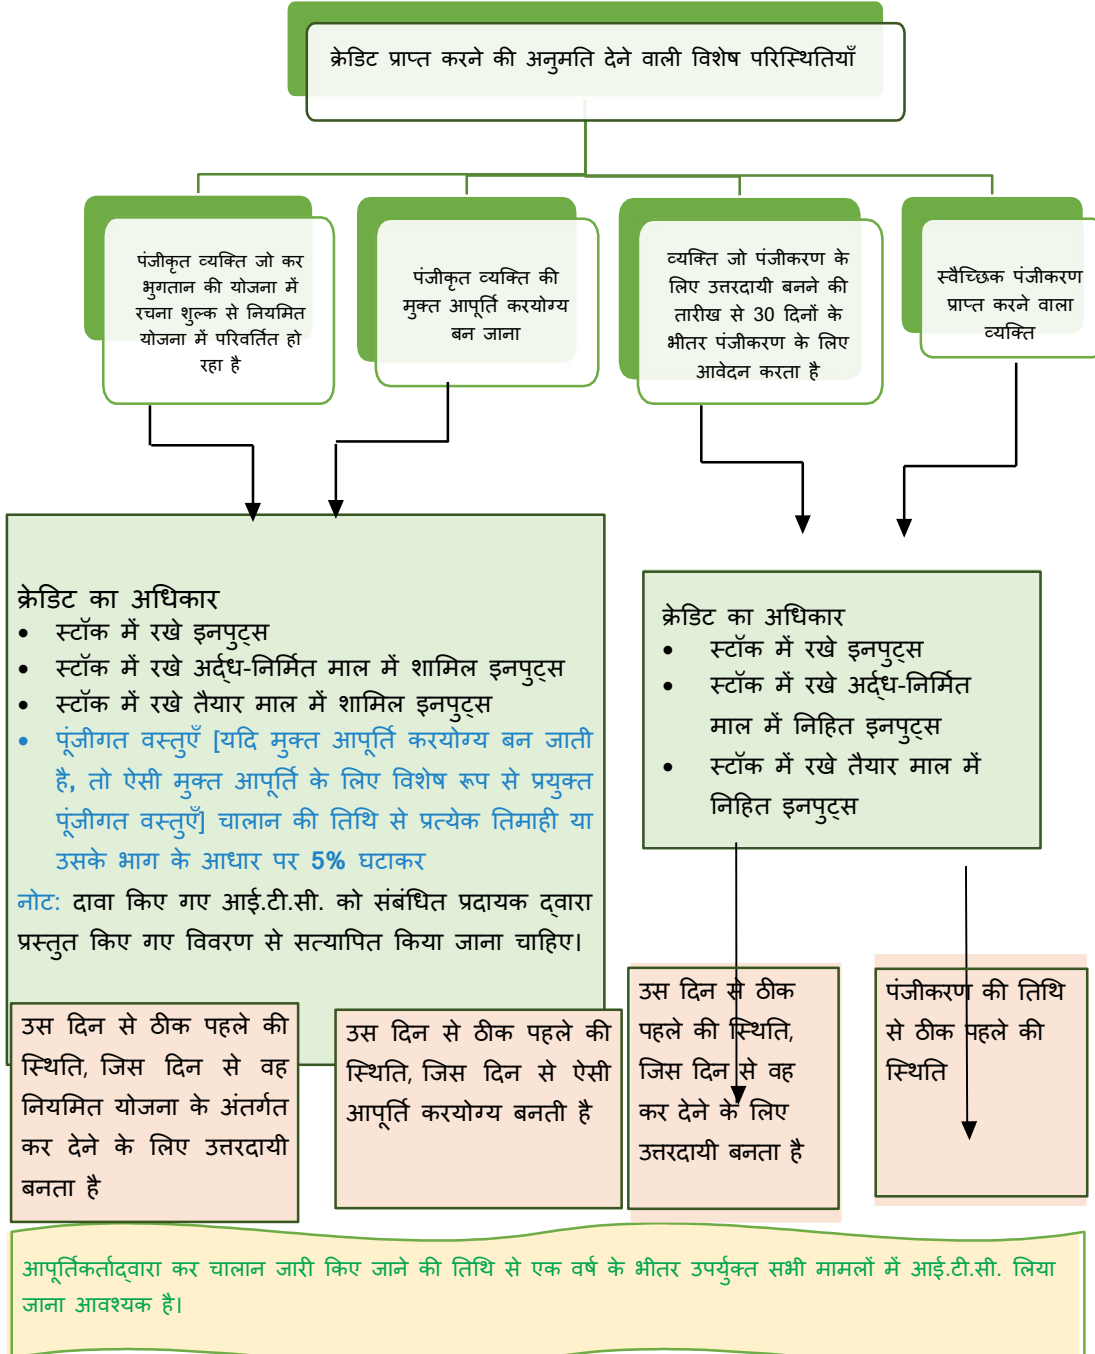 क्रेडिट प्राप्त करने की अनुमति देने वाली विशेष परिस्थितियाँ
पंजीकृत व्यक्ति जो कर
भुगतान की योजना में
रचना शुल्क से नियमित
योजना में परिवर्तित हो
रहा है
पंजीकृत व्यक्ति की
मुक्त आपूर्ति करयोग्य
बन जाना
व्यक्ति जो पंजीकरण के
लिए उत्तरदायी बनने की
तारीख से 30 दिनों के
भीतर पंजीकरण के लिए
आवेदन करता है
स्वैच्छिक पंजीकरण
प्राप्त करने वाला
व्यक्ति
क्रेडिट का अधिकार
• स्टॉक में रखे इनपुट्स
• स्टॉक में रखे अर्द्ध-निर्मित माल में शामिल इनपुट्स
• स्टॉक में रखे तैयार माल में शामिल इनपुट्स
• पूंजीगत वस्तुएँ [यदि मुक्त आपूर्ति करयोग्य बन जाती
है, तो ऐसी मुक्त आपूर्ति के लिए विशेष रूप से प्रयुक्त
पूंजीगत वस्तुएँ] चालान की तिथि से प्रत्येक तिमाही या
उसके भाग के आधार पर 5% घटाकर
नोट: दावा किए गए आई.टी.सी. को संबंधित प्रदायक द्वारा
प्रस्तुत किए गए विवरण से सत्यापित किया जाना चाहिए।
क्रेडिट का अधिकार
• स्टॉक में रखे इनपुट्स
• स्टॉक में रखे अर्द्ध-निर्मित
माल में निहित इनपुट्स
• स्टॉक में रखे तैयार माल में
निहित इनपुट्स
उस दिन से ठीक पहले की
स्थिति, जिस दिन से वह
नियमित योजना के अंतर्गत
कर देने के लिए उत्तरदायी
बनता है
उस दिन से ठीक पहले की
स्थिति, जिस दिन से ऐसी
आपूर्ति करयोग्य बनती है
उस दिन से ठीक
पहले की स्थिति,
जिस दिन से वह
कर देने के लिए
उत्तरदायी बनता है
पंजीकरण की तिथि
से ठीक पहले की
स्थिति
आपूर्तिकर्ताद्वारा कर चालान जारी किए जाने की तिथि से एक वर्ष के भीतर उपर्युक्त सभी मामलों में आई.टी.सी. लिया
जाना आवश्यक है।